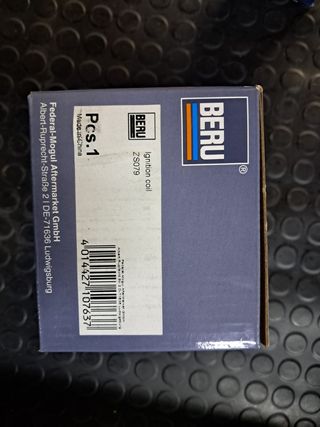 BERU®
BERU
Ignition coil
ZS079
Pcs.1
Made in China
4 014427 107637
Federal-Mogul Aftermarket GmbH
Albert-Ruprecht-Straße 2 | DE-71636 Ludwigsburg